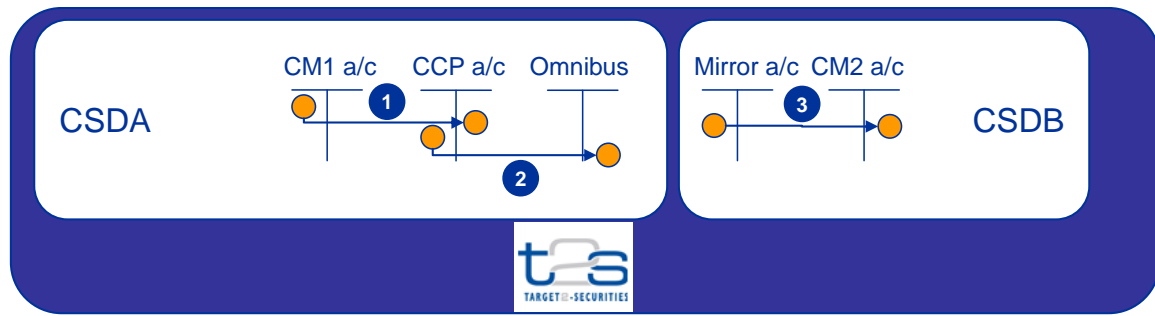 CM1 a/c CCP a/c Omnibus
Mirror a/c CM2 a/c
1
3
CSDA
CSDB
2
t2s
TARGET2-SECURITIES